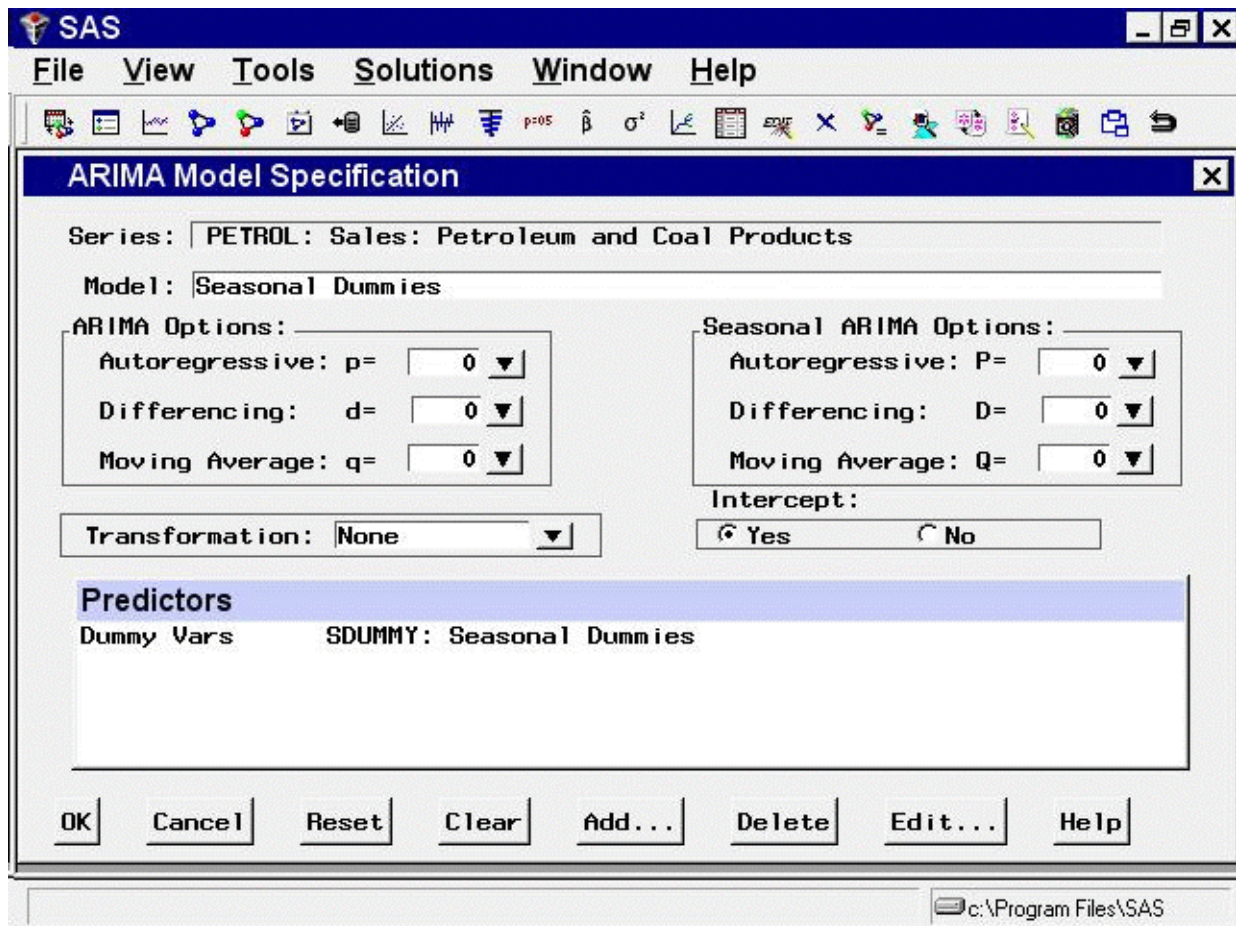 SAS
File View Tools Solutions Window Help
p=05 β̂ σ² EDIT
ARIMA Model Specification
Series: PETROL: Sales: Petroleum and Coal Products
Model: Seasonal Dummies
ARIMA Options: Seasonal ARIMA Options:
Autoregressive: p= 0 Autoregressive: P= 0
Differencing: d= 0 Differencing: D= 0
Moving Average: q= 0 Moving Average: Q= 0
Intercept:
Transformation: None Yes No
Predictors
Dummy Vars SDUMMY: Seasonal Dummies
OK Cancel Reset Clear Add... Delete Edit... Help
c:\Program Files\SAS